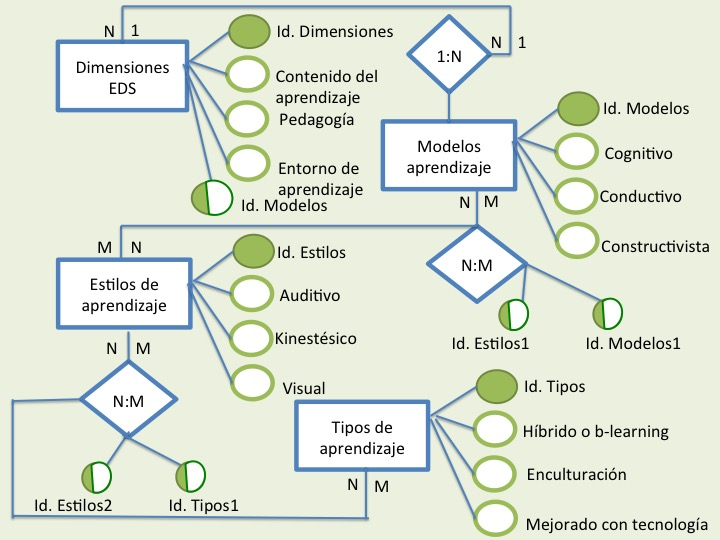 N 1
Dimensiones
EDS
Id. Dimensiones
Contenido del
aprendizaje
Pedagogía
Entorno de
aprendizaje
Id. Modelos
1:N
N 1
Modelos
aprendizaje
Id. Modelos
Cognitivo
Conductivo
Constructivista
N M
N:M
Id. Estilos1
Id. Modelos1
M N
Estilos de
aprendizaje
Id. Estilos
Auditivo
Kinestésico
Visual
N M
N:M
Id. Estilos2
Id. Tipos1
Tipos de
aprendizaje
N M
Id. Tipos
Híbrido o b-learning
Enculturación
Mejorado con tecnología